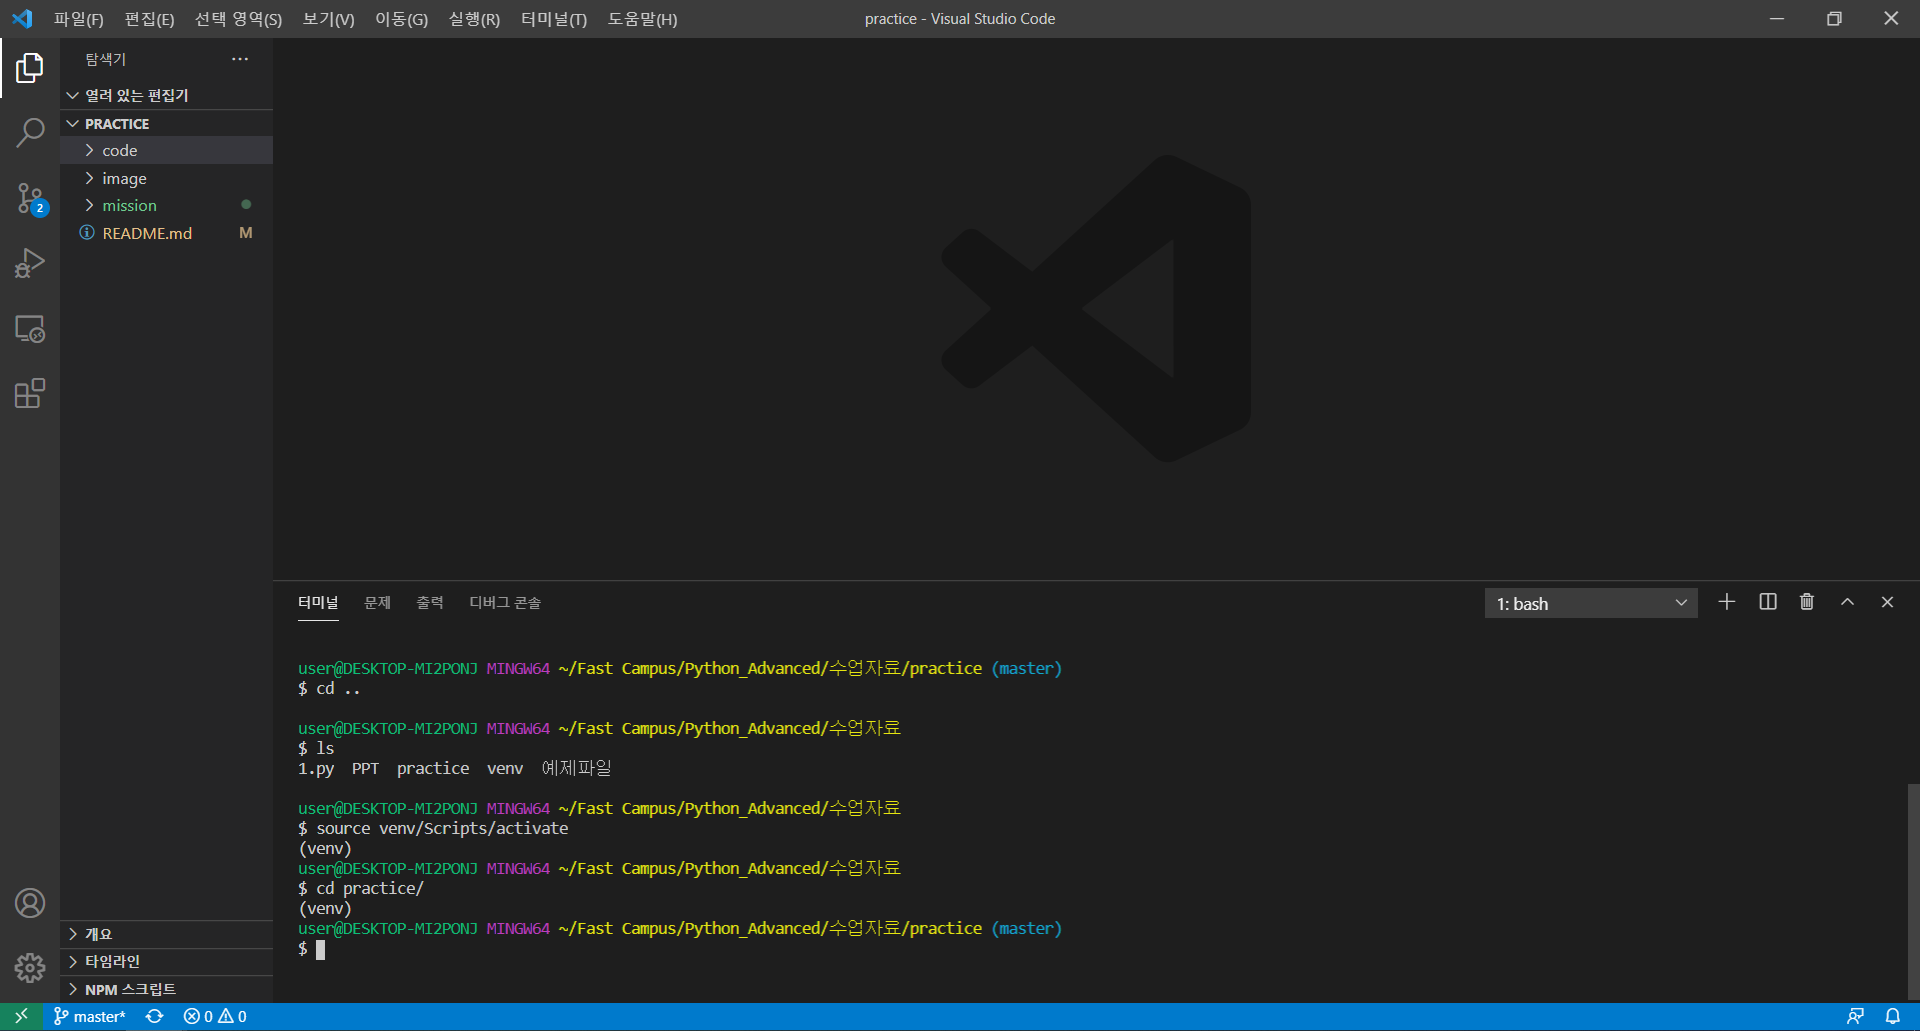 파일(F) 편집(E) 선택 영역(S) 보기(V) 이동(G) 실행(R) 터미널(T) 도움말(H) practice - Visual Studio Code
탐색기 ···
열려 있는 편집기
PRACTICE
code
image
mission
README.md M
2
개요
타임라인
NPM 스크립트
터미널 문제 출력 디버그 콘솔 1: bash
user@DESKTOP-MI2PONJ MINGW64 ~/Fast Campus/Python_Advanced/수업자료/practice (master)
$ cd ..
user@DESKTOP-MI2PONJ MINGW64 ~/Fast Campus/Python_Advanced/수업자료
$ ls
1.py PPT practice venv 예제파일
user@DESKTOP-MI2PONJ MINGW64 ~/Fast Campus/Python_Advanced/수업자료
$ source venv/Scripts/activate
(venv)
user@DESKTOP-MI2PONJ MINGW64 ~/Fast Campus/Python_Advanced/수업자료
$ cd practice/
(venv)
user@DESKTOP-MI2PONJ MINGW64 ~/Fast Campus/Python_Advanced/수업자료/practice (master)
$
master* 0 0